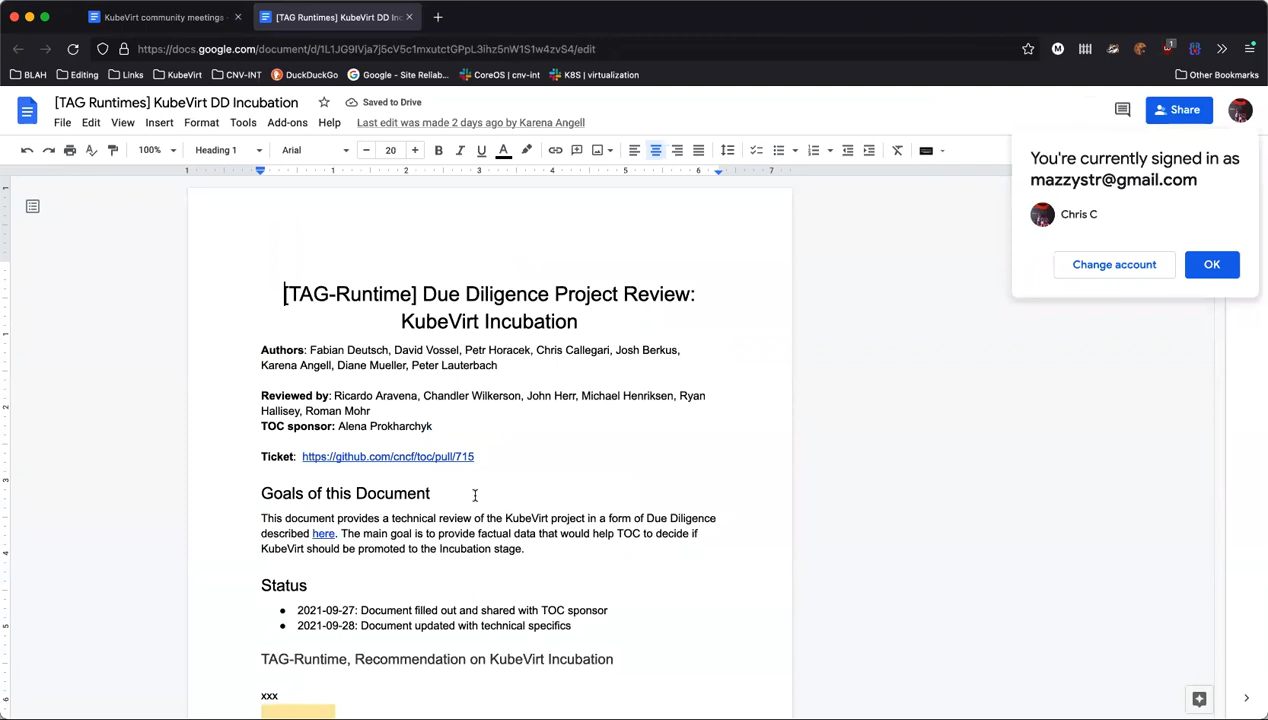 KubeVirt community meetings -
[TAG Runtimes] KubeVirt DD Inc
https://docs.google.com/document/d/1L1JG9IVja7j5cV5c1mxutctGPpL3ihz5nW1S1w4zvS4/edit
M
1
BLAH
Editing
Links
KubeVirt
CNV-INT
DuckDuckGo
Google - Site Reliab...
CoreOS | cnv-int
K8S | virtualization
Other Bookmarks
[TAG Runtimes] KubeVirt DD Incubation
Saved to Drive
File Edit View Insert Format Tools Add-ons Help
Last edit was made 2 days ago by Karena Angell
Share
100% Heading 1 Arial 20
1 1 2 3 4 5 6 7
You're currently signed in as
mazzystr@gmail.com
Chris C
Change account
OK
[TAG-Runtime] Due Diligence Project Review:
KubeVirt Incubation
Authors: Fabian Deutsch, David Vossel, Petr Horacek, Chris Callegari, Josh Berkus,
Karena Angell, Diane Mueller, Peter Lauterbach
Reviewed by: Ricardo Aravena, Chandler Wilkerson, John Herr, Michael Henriksen, Ryan
Hallisey, Roman Mohr
TOC sponsor: Alena Prokharchyk
Ticket: https://github.com/cncf/toc/pull/715
Goals of this Document
This document provides a technical review of the KubeVirt project in a form of Due Diligence
described here. The main goal is to provide factual data that would help TOC to decide if
KubeVirt should be promoted to the Incubation stage.
Status
● 2021-09-27: Document filled out and shared with TOC sponsor
● 2021-09-28: Document updated with technical specifics
TAG-Runtime, Recommendation on KubeVirt Incubation
xxx